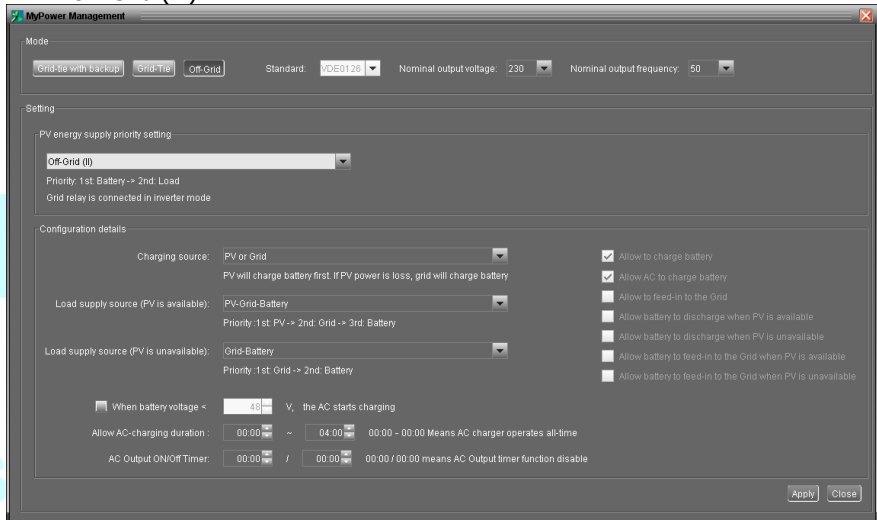 MyPower Management
Mode
Grid-tie with backup Grid-Tie Off-Grid Standard: VDE0126 Nominal output voltage: 230 Nominal output frequency: 50
Setting
PV energy supply priority setting
Off-Grid (II)
Priority: 1st: Battery -> 2nd: Load
Grid relay is connected in inverter mode
Configuration details
Charging source: PV or Grid
PV will charge battery first. If PV power is loss, grid will charge battery
Load supply source (PV is available): PV-Grid-Battery
Priority :1st: PV -> 2nd: Grid -> 3rd: Battery
Load supply source (PV is unavailable): Grid-Battery
Priority :1st: Grid -> 2nd: Battery
Allow to charge battery
Allow AC to charge battery
Allow to feed-in to the Grid
Allow battery to discharge when PV is available
Allow battery to discharge when PV is unavailable
Allow battery to feed-in to the Grid when PV is available
Allow battery to feed-in to the Grid when PV is unavailable
When battery voltage < 48 V, the AC starts charging
Allow AC-charging duration : 00:00 ~ 04:00 00:00 - 00:00 Means AC charger operates all-time
AC Output ON/Off Timer: 00:00 / 00:00 00:00 / 00:00 means AC Output timer function disable
Apply Close